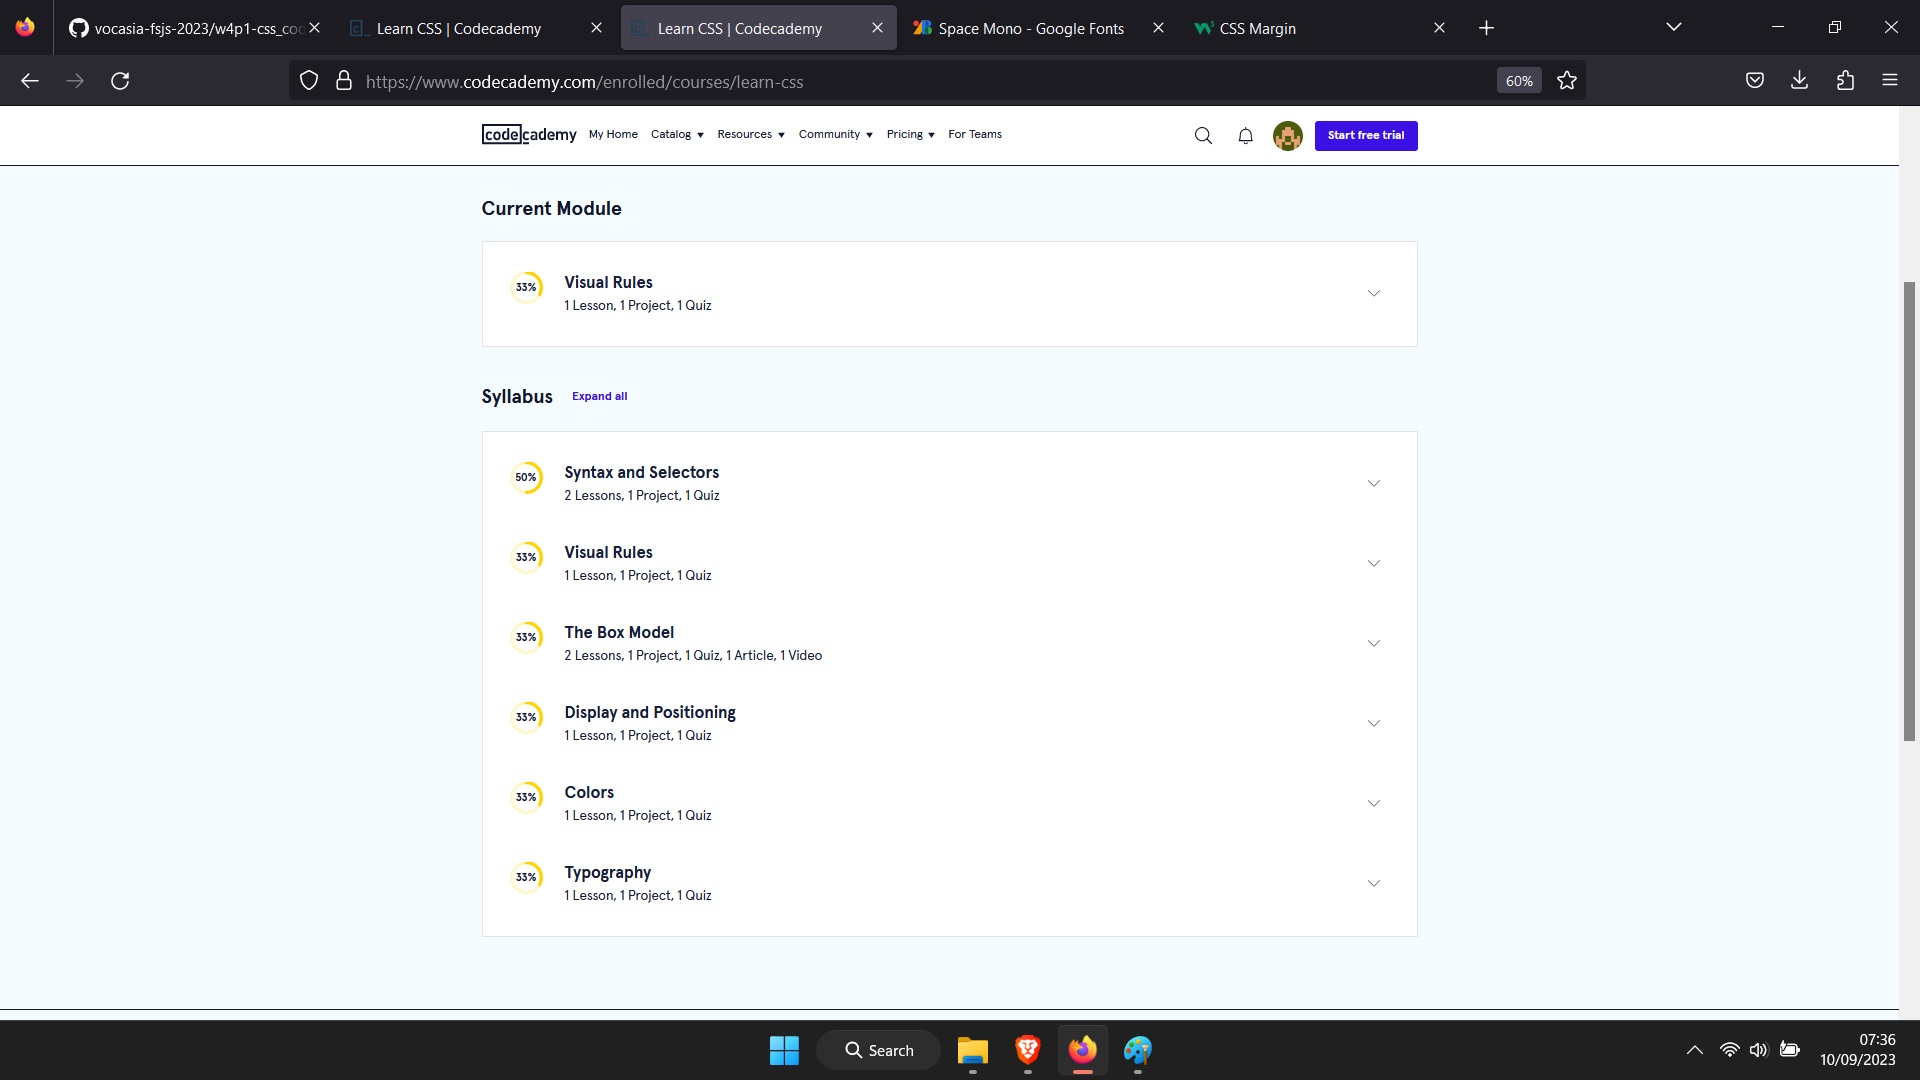 vocasia-fsjs-2023/w4p1-css_coc
Learn CSS | Codecademy
Learn CSS | Codecademy
Space Mono - Google Fonts
CSS Margin
https://www.codecademy.com/enrolled/courses/learn-css
60%
codecademy
My Home
Catalog
Resources
Community
Pricing
For Teams
Start free trial
Current Module
33%
Visual Rules
1 Lesson, 1 Project, 1 Quiz
Syllabus
Expand all
50%
Syntax and Selectors
2 Lessons, 1 Project, 1 Quiz
33%
Visual Rules
1 Lesson, 1 Project, 1 Quiz
33%
The Box Model
2 Lessons, 1 Project, 1 Quiz, 1 Article, 1 Video
33%
Display and Positioning
1 Lesson, 1 Project, 1 Quiz
33%
Colors
1 Lesson, 1 Project, 1 Quiz
33%
Typography
1 Lesson, 1 Project, 1 Quiz
Search
07:36
10/09/2023